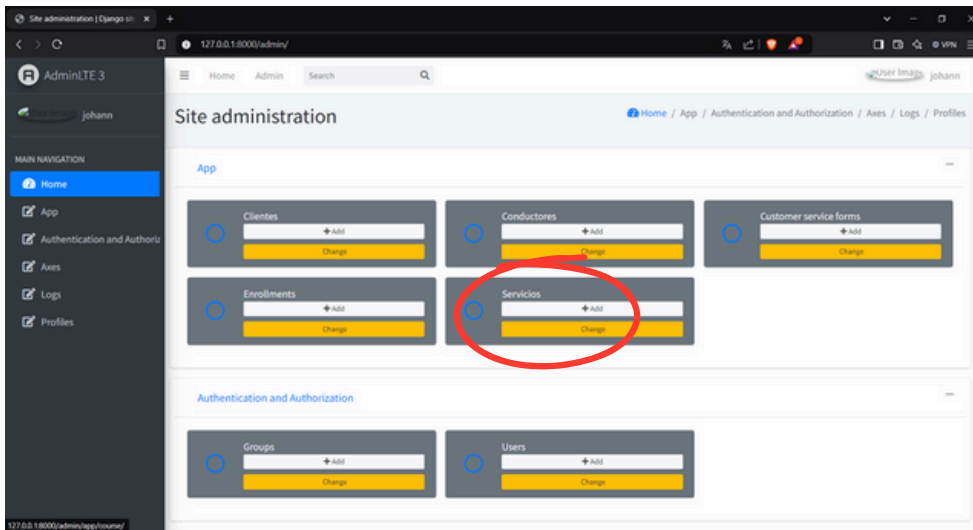 Site administration | Django sit
127.0.0.1:8000/admin/
VPN
AdminLTE 3
Home Admin Search
User Image johann
johann
Site administration
Home / App / Authentication and Authorization / Axes / Logs / Profiles
MAIN NAVIGATION
Home
App
Authentication and Authoriz
Axes
Logs
Profiles
App
Clientes
+ Add
Change
Conductores
+ Add
Change
Customer service forms
+ Add
Change
Enrollments
+ Add
Change
Servicios
+ Add
Change
Authentication and Authorization
Groups
+ Add
Change
Users
+ Add
Change
127.0.0.1:8000/admin/app/course/